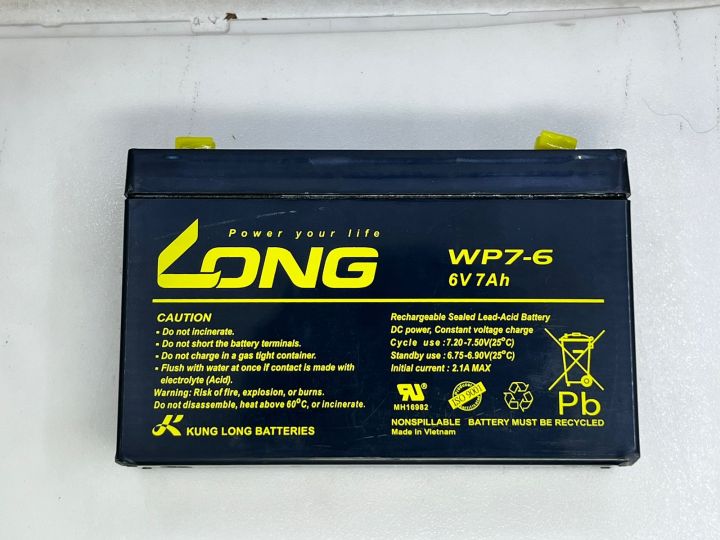 Power your life
LONG
WP7-6
6V 7Ah
CAUTION
- Do not incinerate.
- Do not short the battery terminals.
- Do not charge in a gas tight container.
- Flush with water at once if contact is made with
electrolyte (Acid).
Warning: Risk of fire, explosion, or burns.
Do not disassemble, heat above 60°C, or incinerate.
KUNG LONG BATTERIES
Rechargeable Sealed Lead-Acid Battery
DC power, Constant voltage charge
Cycle use : 7.20-7.50V(25°C)
Standby use : 6.75-6.90V(25°C)
Initial current : 2.1A MAX
MH16982
ISO 9001
Pb
NONSPILLABLE BATTERY MUST BE RECYCLED
Made in Vietnam